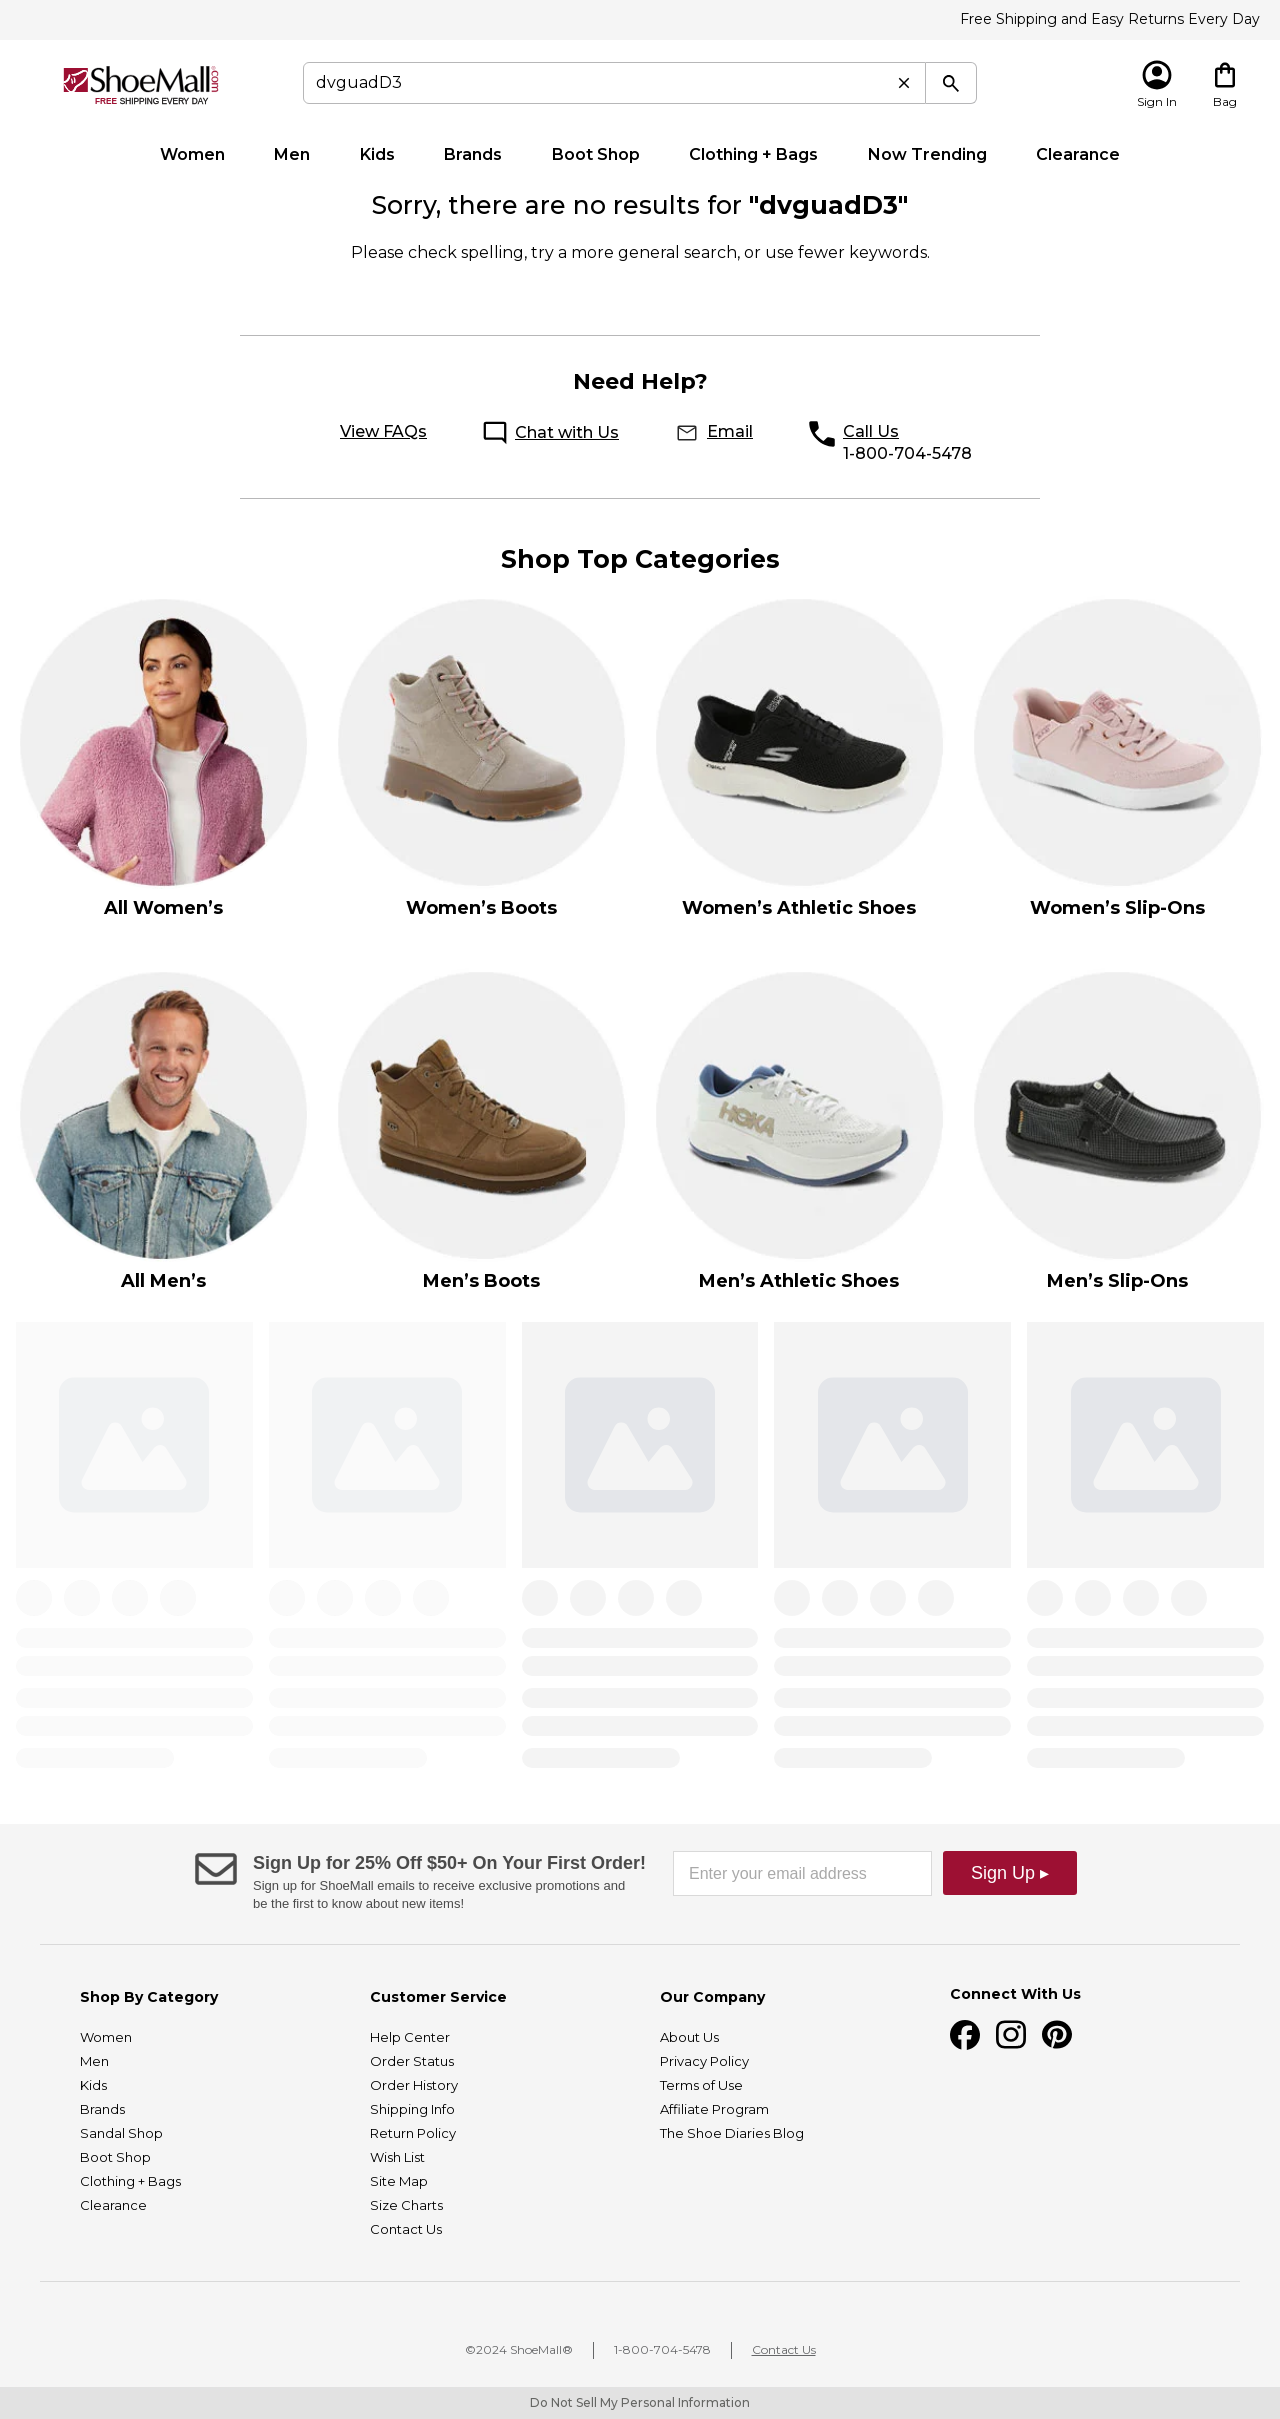 Free Shipping and Easy Returns Every Day
ShoeMall.com®
FREE SHIPPING EVERY DAY
dvguadD3
Sign In
Bag
Women Men Kids Brands Boot Shop Clothing + Bags Now Trending Clearance
Sorry, there are no results for "dvguadD3"
Please check spelling, try a more general search, or use fewer keywords.
Need Help?
View FAQs
Chat with Us
Email
Call Us
1-800-704-5478
Shop Top Categories
All Women’s
Women’s Boots
Women’s Athletic Shoes
Women’s Slip-Ons
HOKA
All Men’s
Men’s Boots
Men’s Athletic Shoes
Men’s Slip-Ons
Sign Up for 25% Off $50+ On Your First Order!
Sign up for ShoeMall emails to receive exclusive promotions and
be the first to know about new items!
Enter your email address
Sign Up ▸
Shop By Category
Women
Men
Kids
Brands
Sandal Shop
Boot Shop
Clothing + Bags
Clearance
Customer Service
Help Center
Order Status
Order History
Shipping Info
Return Policy
Wish List
Site Map
Size Charts
Contact Us
Our Company
About Us
Privacy Policy
Terms of Use
Affiliate Program
The Shoe Diaries Blog
Connect With Us
©2024 ShoeMall®
1-800-704-5478
Contact Us
Do Not Sell My Personal Information